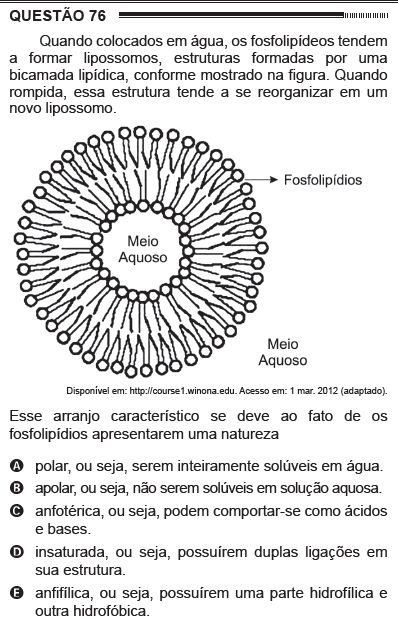 QUESTÃO 76
Quando colocados em água, os fosfolipídeos tendem
a formar lipossomos, estruturas formadas por uma
bicamada lipídica, conforme mostrado na figura. Quando
rompida, essa estrutura tende a se reorganizar em um
novo lipossomo.
Fosfolipídios
Meio
Aquoso
Meio
Aquoso
Disponível em: http://course1.winona.edu. Acesso em: 1 mar. 2012 (adaptado).
Esse arranjo característico se deve ao fato de os
fosfolipídios apresentarem uma natureza
A polar, ou seja, serem inteiramente solúveis em água.
B apolar, ou seja, não serem solúveis em solução aquosa.
C anfotérica, ou seja, podem comportar-se como ácidos
e bases.
D insaturada, ou seja, possuírem duplas ligações em
sua estrutura.
E anfifílica, ou seja, possuírem uma parte hidrofílica e
outra hidrofóbica.